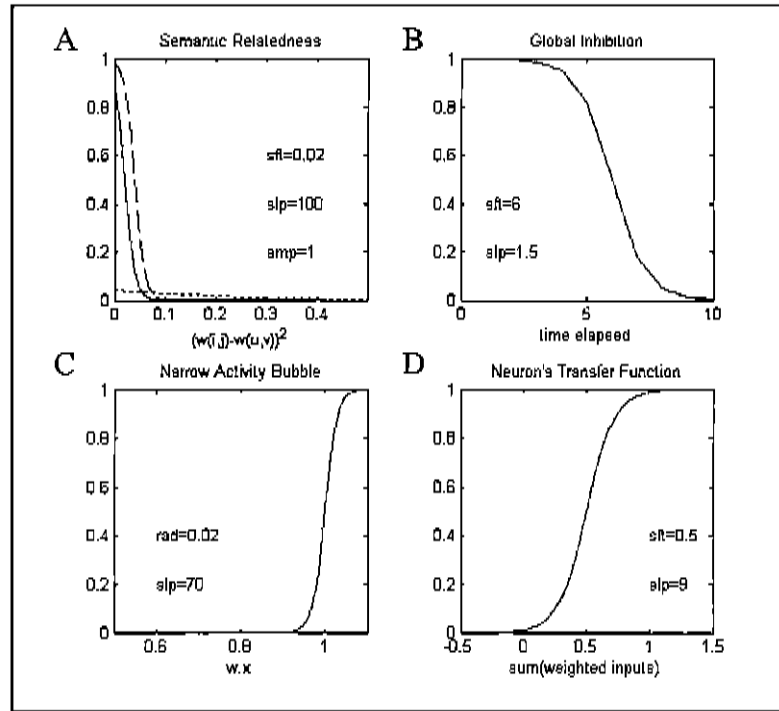 A
Semantic Relatedness
1
0.8
0.6
0.4
0.2
0
sft=0.02
slp=100
amp=1
0 0.1 0.2 0.3 0.4
(w(i,j)-w(u,v))²
B
Global Inhibition
1
0.8
0.6
0.4
0.2
0
sft=6
slp=1.5
0 5 10
time elapsed
C
Narrow Activity Bubble
1
0.8
0.6
0.4
0.2
0
rad=0.02
slp=70
0.6 0.8 1
w.x
D
Neuron's Transfer Function
1
0.8
0.6
0.4
0.2
0
sft=0.5
slp=9
-0.5 0 0.5 1 1.5
sum(weighted inputs)